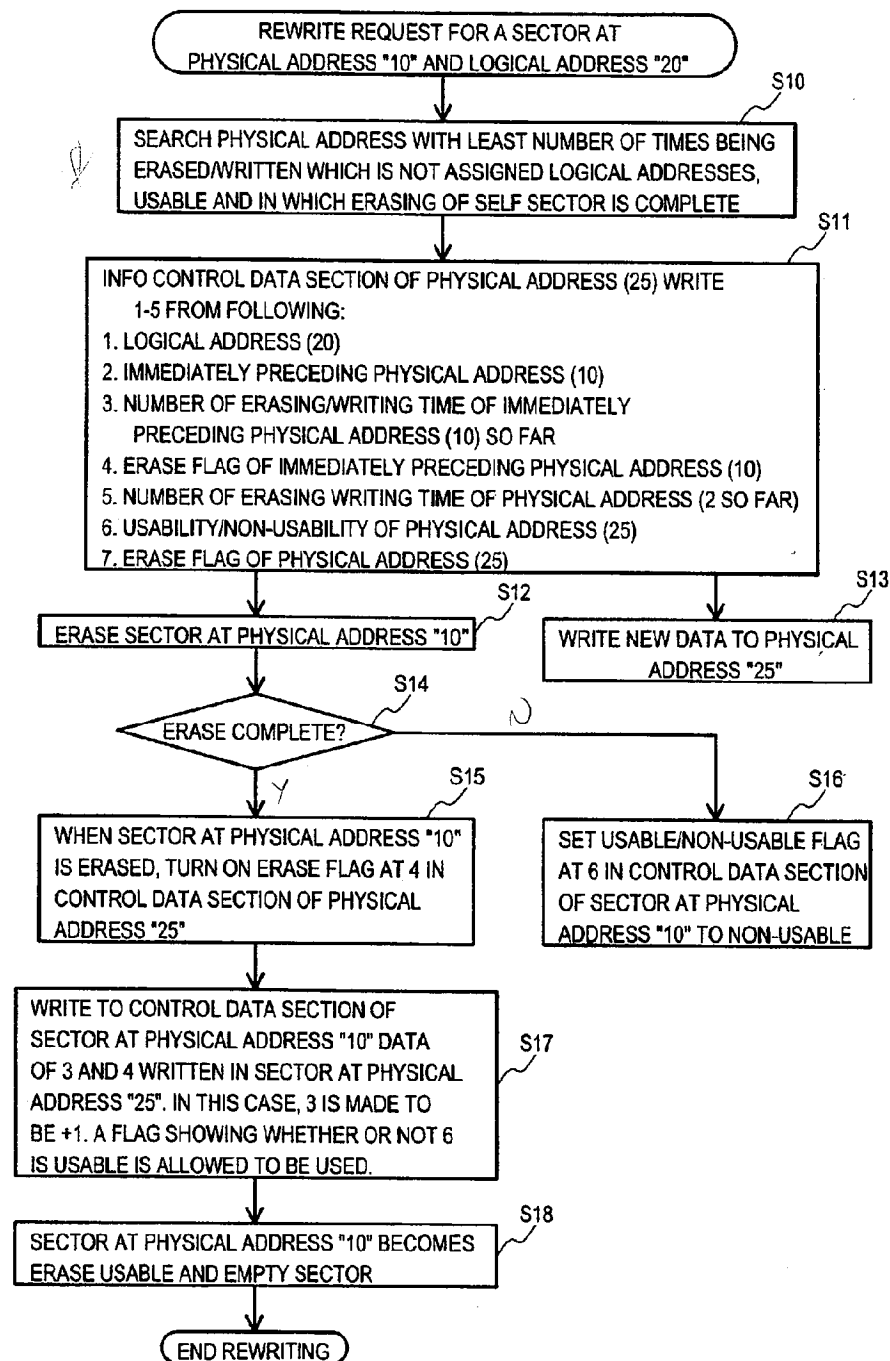 REWRITE REQUEST FOR A SECTOR AT
PHYSICAL ADDRESS "10" AND LOGICAL ADDRESS "20"
S10
SEARCH PHYSICAL ADDRESS WITH LEAST NUMBER OF TIMES BEING
ERASED/WRITTEN WHICH IS NOT ASSIGNED LOGICAL ADDRESSES,
USABLE AND IN WHICH ERASING OF SELF SECTOR IS COMPLETE
S11
INFO CONTROL DATA SECTION OF PHYSICAL ADDRESS (25) WRITE
1-5 FROM FOLLOWING:
1. LOGICAL ADDRESS (20)
2. IMMEDIATELY PRECEDING PHYSICAL ADDRESS (10)
3. NUMBER OF ERASING/WRITING TIME OF IMMEDIATELY
PRECEDING PHYSICAL ADDRESS (10) SO FAR
4. ERASE FLAG OF IMMEDIATELY PRECEDING PHYSICAL ADDRESS (10)
5. NUMBER OF ERASING WRITING TIME OF PHYSICAL ADDRESS (2 SO FAR)
6. USABILITY/NON-USABILITY OF PHYSICAL ADDRESS (25)
7. ERASE FLAG OF PHYSICAL ADDRESS (25)
S12
ERASE SECTOR AT PHYSICAL ADDRESS "10"
S13
WRITE NEW DATA TO PHYSICAL
ADDRESS "25"
S14
ERASE COMPLETE?
N
Y
S15
WHEN SECTOR AT PHYSICAL ADDRESS "10"
IS ERASED, TURN ON ERASE FLAG AT 4 IN
CONTROL DATA SECTION OF PHYSICAL
ADDRESS "25"
S16
SET USABLE/NON-USABLE FLAG
AT 6 IN CONTROL DATA SECTION
OF SECTOR AT PHYSICAL
ADDRESS "10" TO NON-USABLE
S17
WRITE TO CONTROL DATA SECTION OF
SECTOR AT PHYSICAL ADDRESS "10" DATA
OF 3 AND 4 WRITTEN IN SECTOR AT PHYSICAL
ADDRESS "25". IN THIS CASE, 3 IS MADE TO
BE +1. A FLAG SHOWING WHETHER OR NOT 6
IS USABLE IS ALLOWED TO BE USED.
S18
SECTOR AT PHYSICAL ADDRESS "10" BECOMES
ERASE USABLE AND EMPTY SECTOR
END REWRITING